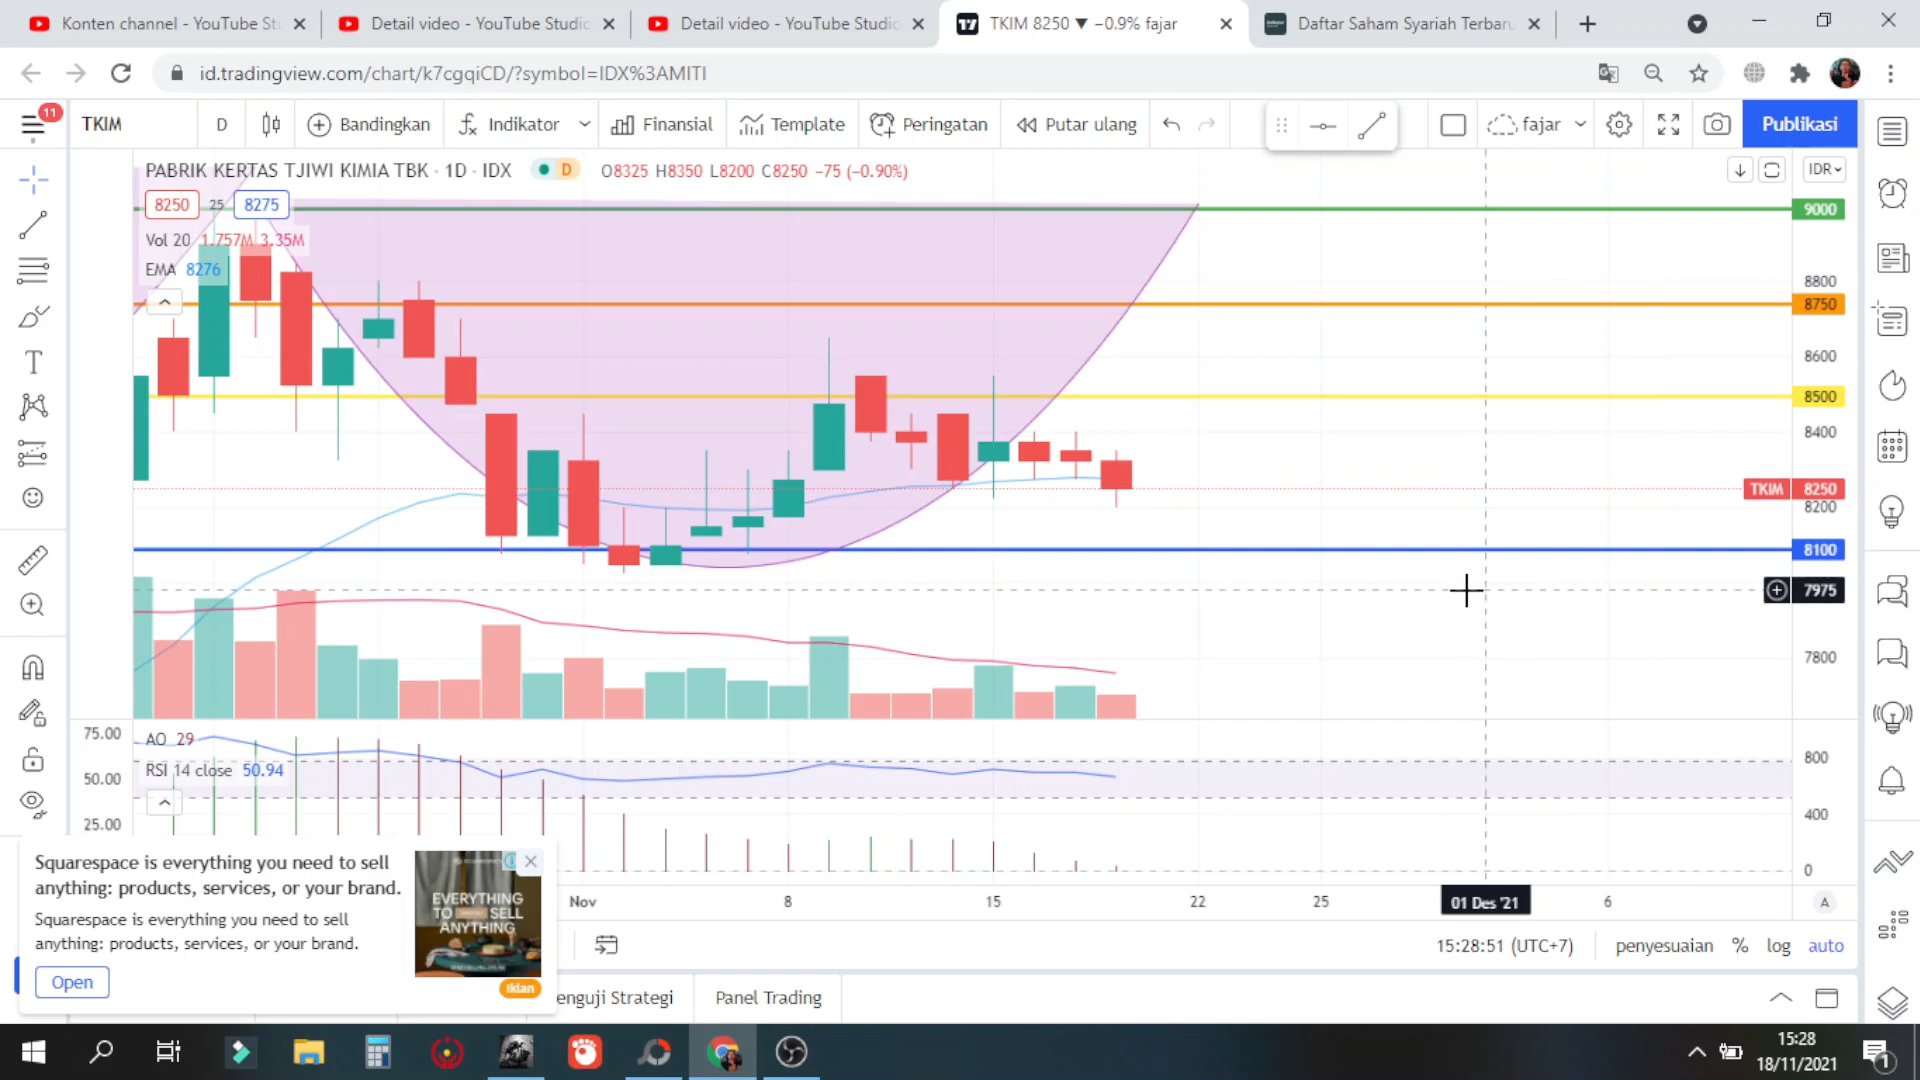 Konten channel - YouTube St
Detail video - YouTube Studio
Detail video - YouTube Studio
TKIM 8250 ▼ −0.9% fajar
Daftar Saham Syariah Terbaru
id.tradingview.com/chart/k7cgqiCD/?symbol=IDX%3AMITI
11
TKIM
D
Bandingkan
Indikator
Finansial
Template
Peringatan
Putar ulang
fajar
Publikasi
PABRIK KERTAS TJIWI KIMIA TBK · 1D · IDX
D
O8325 H8350 L8200 C8250 −75 (−0.90%)
IDR
8250 25 8275
Vol 20 1.757M 3.35M
EMA 8276
9000
8800
8750
8600
8500
8400
TKIM 8250
8200
8100
7975
7800
75.00
AO 29
RSI 14 close 50.94
50.00
25.00
800
400
0
Squarespace is everything you need to sell
anything: products, services, or your brand.
Squarespace is everything you need to sell
anything: products, services, or your brand.
Open
EVERYTHING
TO SELL
ANYTHING
Iklan
Nov
8
15
22
25
01 Des '21
6
A
15:28:51 (UTC+7)
penyesuaian
%
log
auto
enguji Strategi
Panel Trading
15:28
18/11/2021
1